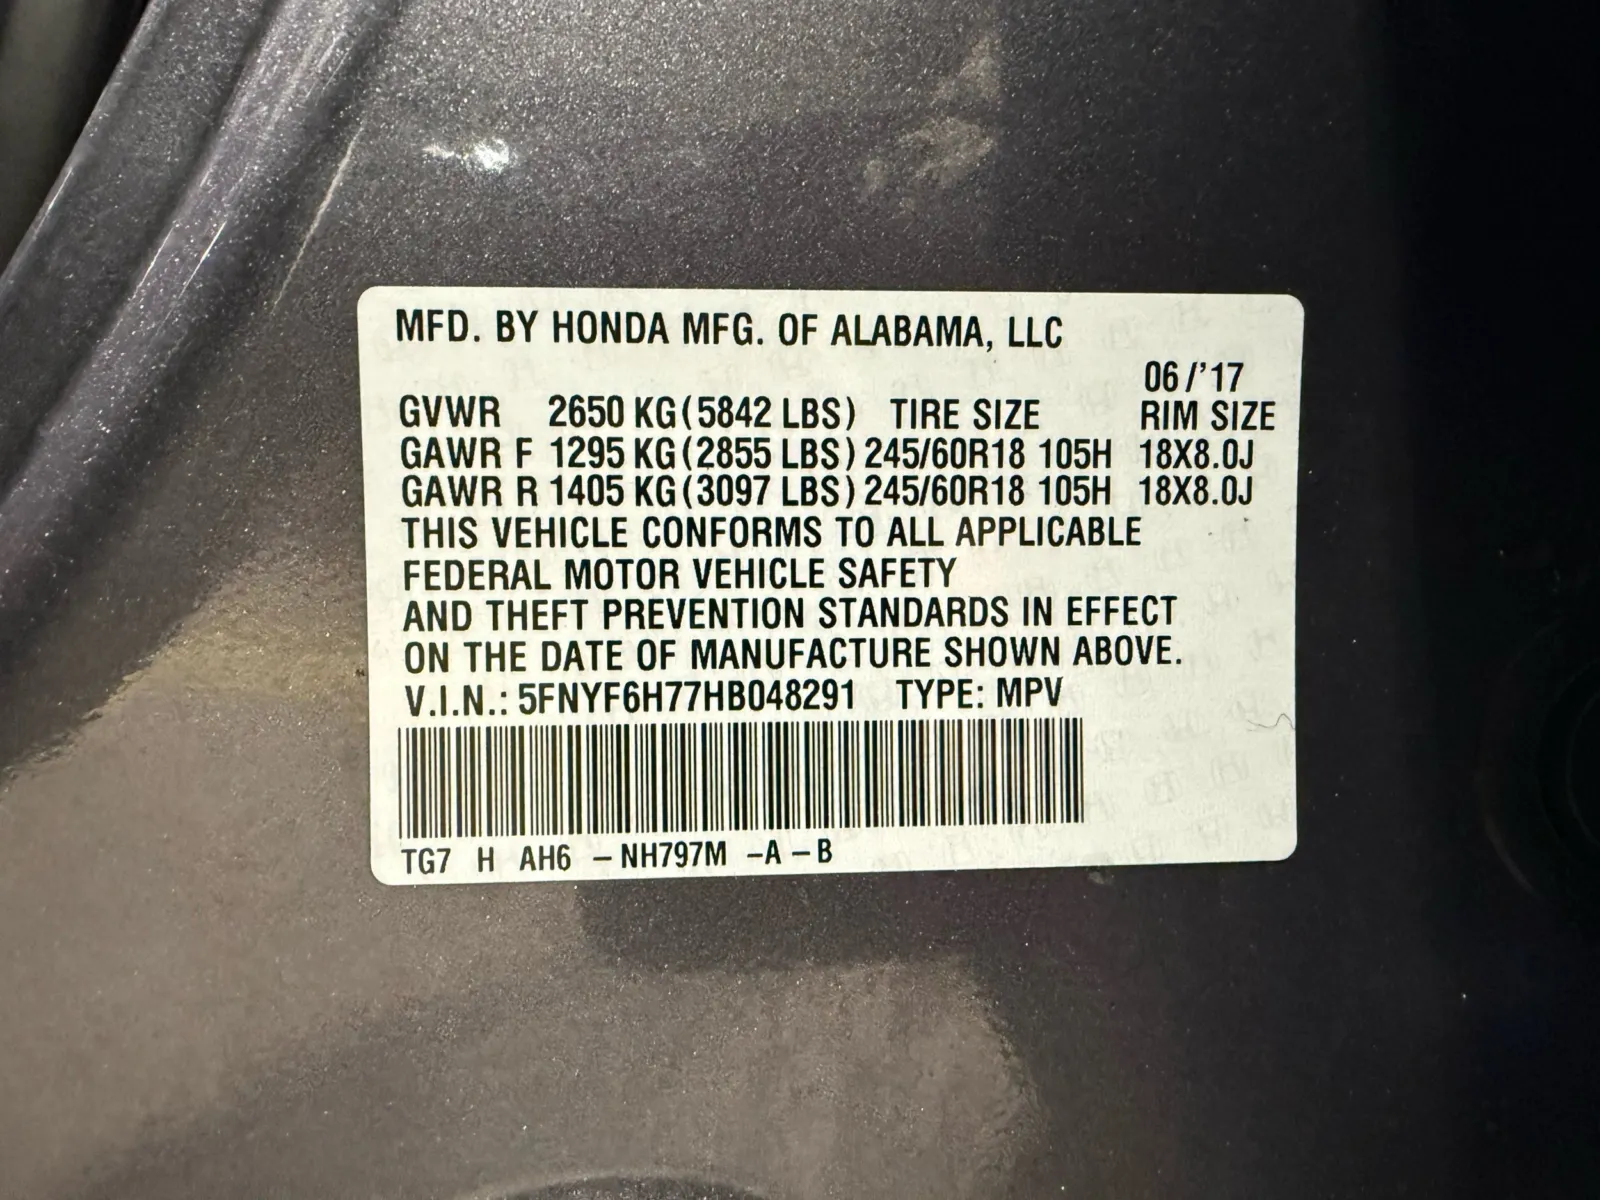 MFD. BY HONDA MFG. OF ALABAMA, LLC
06/'17
GVWR 2650 KG(5842 LBS) TIRE SIZE RIM SIZE
GAWR F 1295 KG(2855 LBS) 245/60R18 105H 18X8.0J
GAWR R 1405 KG(3097 LBS) 245/60R18 105H 18X8.0J
THIS VEHICLE CONFORMS TO ALL APPLICABLE
FEDERAL MOTOR VEHICLE SAFETY
AND THEFT PREVENTION STANDARDS IN EFFECT
ON THE DATE OF MANUFACTURE SHOWN ABOVE.
V.I.N.: 5FNYF6H77HB048291 TYPE: MPV
TG7 H AH6 -NH797M -A -B